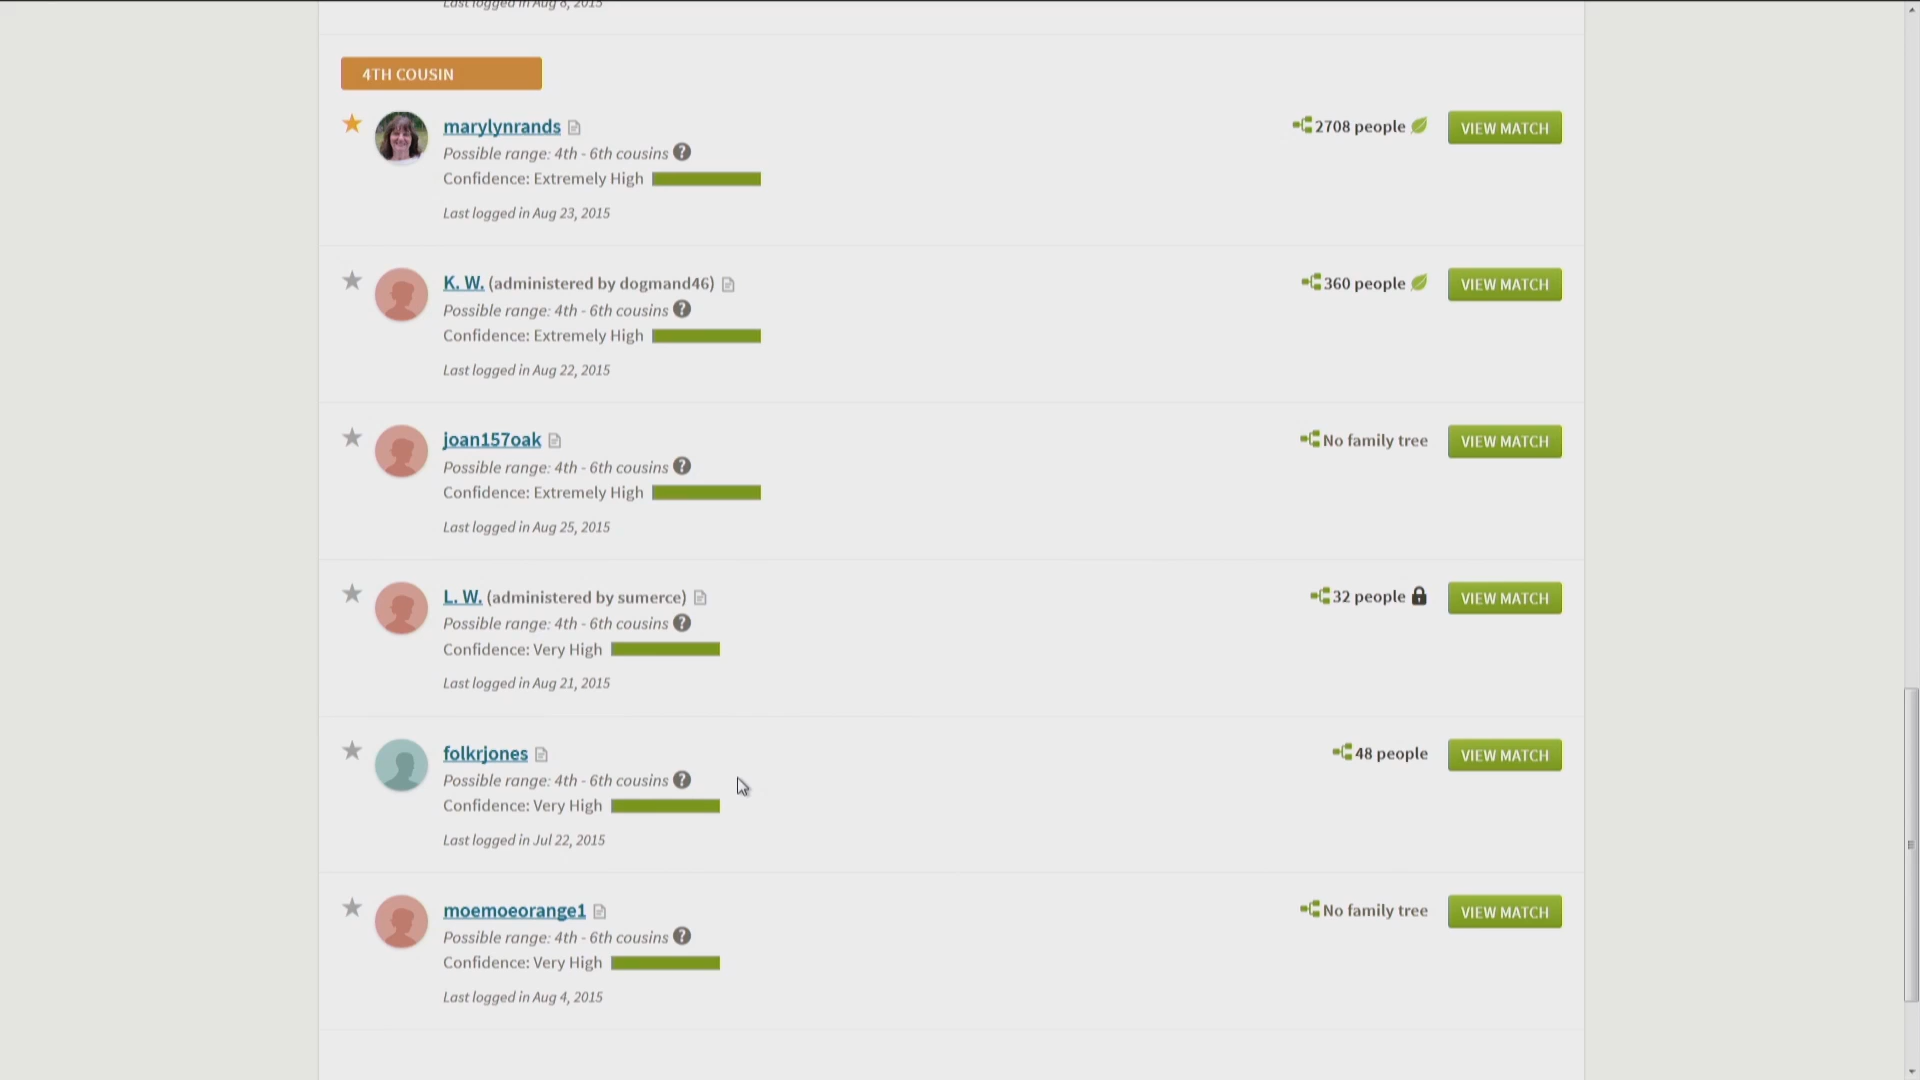 Last logged in Aug 8, 2015
4TH COUSIN
marylynrands
2708 people
VIEW MATCH
Possible range: 4th - 6th cousins ?
Confidence: Extremely High
Last logged in Aug 23, 2015
K. W. (administered by dogmand46)
360 people
VIEW MATCH
Possible range: 4th - 6th cousins ?
Confidence: Extremely High
Last logged in Aug 22, 2015
joan157oak
No family tree
VIEW MATCH
Possible range: 4th - 6th cousins ?
Confidence: Extremely High
Last logged in Aug 25, 2015
L. W. (administered by sumerce)
32 people
VIEW MATCH
Possible range: 4th - 6th cousins ?
Confidence: Very High
Last logged in Aug 21, 2015
folkrjones
48 people
VIEW MATCH
Possible range: 4th - 6th cousins ?
Confidence: Very High
Last logged in Jul 22, 2015
moemoeorange1
No family tree
VIEW MATCH
Possible range: 4th - 6th cousins ?
Confidence: Very High
Last logged in Aug 4, 2015